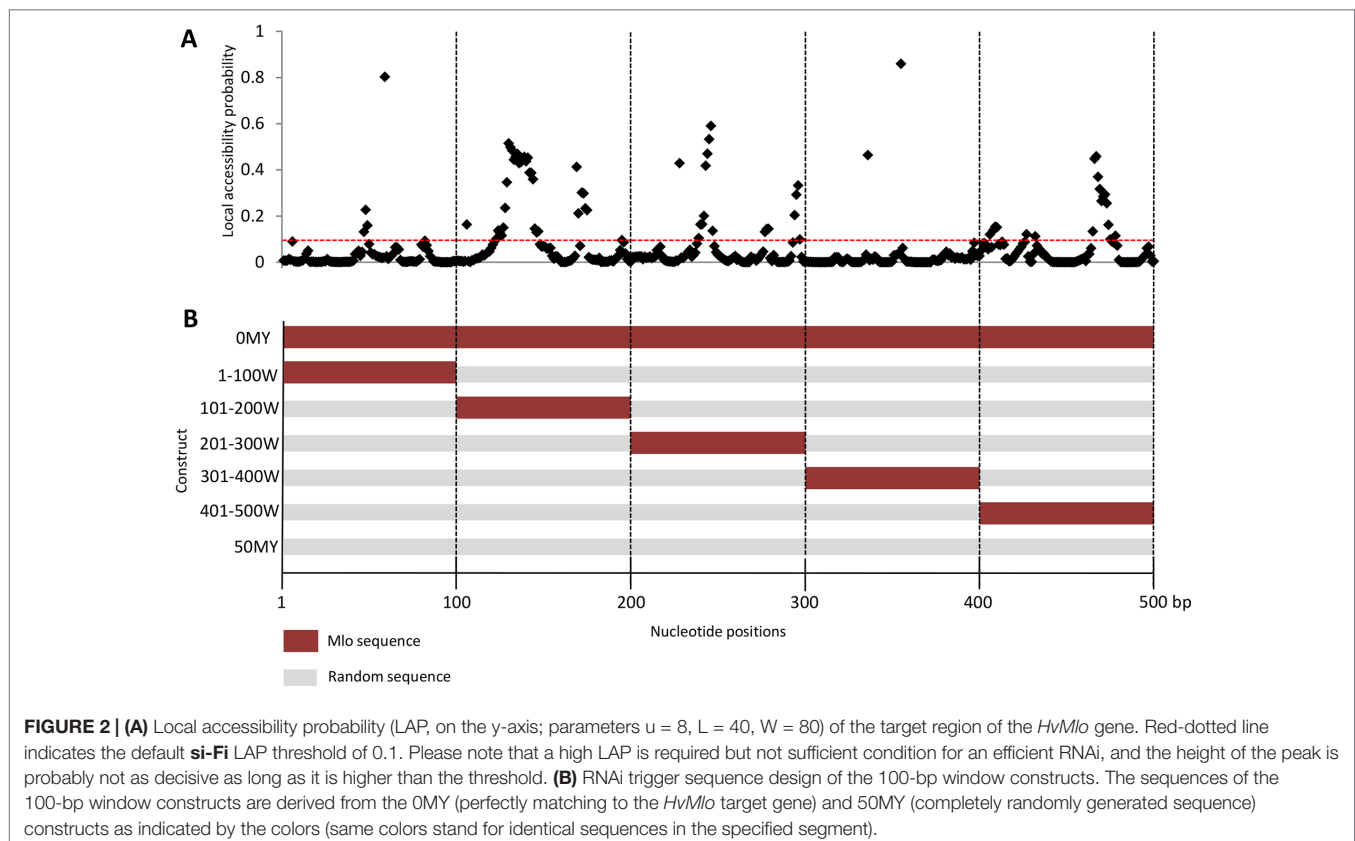 A
1
0.8
0.6
0.4
0.2
0
Local accessibility probability
B
0MY
1-100W
101-200W
201-300W
301-400W
401-500W
50MY
Construct
1
100
200
300
400
500 bp
Nucleotide positions
Mlo sequence
Random sequence
FIGURE 2 | (A) Local accessibility probability (LAP, on the y-axis; parameters u = 8, L = 40, W = 80) of the target region of the HvMlo gene. Red-dotted line
indicates the default si-Fi LAP threshold of 0.1. Please note that a high LAP is required but not sufficient condition for an efficient RNAi, and the height of the peak is
probably not as decisive as long as it is higher than the threshold. (B) RNAi trigger sequence design of the 100-bp window constructs. The sequences of the
100-bp window constructs are derived from the 0MY (perfectly matching to the HvMlo target gene) and 50MY (completely randomly generated sequence)
constructs as indicated by the colors (same colors stand for identical sequences in the specified segment).